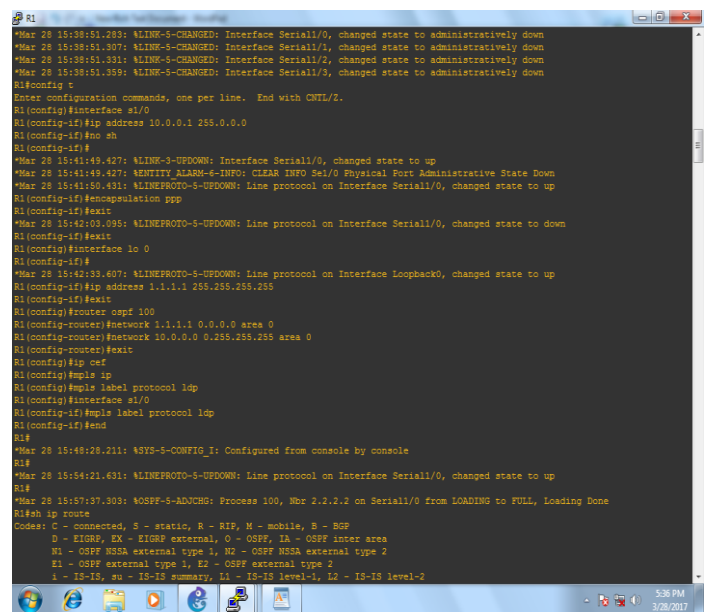 R1
*Mar 28 15:38:51.283: %LINK-5-CHANGED: Interface Serial1/0, changed state to administratively down
*Mar 28 15:38:51.307: %LINK-5-CHANGED: Interface Serial1/1, changed state to administratively down
*Mar 28 15:38:51.331: %LINK-5-CHANGED: Interface Serial1/2, changed state to administratively down
*Mar 28 15:38:51.359: %LINK-5-CHANGED: Interface Serial1/3, changed state to administratively down
R1#config t
Enter configuration commands, one per line.  End with CNTL/Z.
R1(config)#interface s1/0
R1(config-if)#ip address 10.0.0.1 255.0.0.0
R1(config-if)#no sh
R1(config-if)#
*Mar 28 15:41:49.427: %LINK-3-UPDOWN: Interface Serial1/0, changed state to up
*Mar 28 15:41:49.427: %ENTITY_ALARM-6-INFO: CLEAR INFO Se1/0 Physical Port Administrative State Down
*Mar 28 15:41:50.431: %LINEPROTO-5-UPDOWN: Line protocol on Interface Serial1/0, changed state to up
R1(config-if)#encapsulation ppp
R1(config-if)#exit
*Mar 28 15:42:03.095: %LINEPROTO-5-UPDOWN: Line protocol on Interface Serial1/0, changed state to down
R1(config-if)#exit
R1(config)#interface lo 0
R1(config-if)#
*Mar 28 15:42:33.607: %LINEPROTO-5-UPDOWN: Line protocol on Interface Loopback0, changed state to up
R1(config-if)#ip address 1.1.1.1 255.255.255.255
R1(config-if)#exit
R1(config)#router ospf 100
R1(config-router)#network 1.1.1.1 0.0.0.0 area 0
R1(config-router)#network 10.0.0.0 0.255.255.255 area 0
R1(config-router)#exit
R1(config)#ip cef
R1(config)#mpls ip
R1(config)#mpls label protocol ldp
R1(config)#interface s1/0
R1(config-if)#mpls label protocol ldp
R1(config-if)#end
R1#
*Mar 28 15:48:28.211: %SYS-5-CONFIG_I: Configured from console by console
R1#
*Mar 28 15:54:21.631: %LINEPROTO-5-UPDOWN: Line protocol on Interface Serial1/0, changed state to up
R1#
*Mar 28 15:57:37.303: %OSPF-5-ADJCHG: Process 100, Nbr 2.2.2.2 on Serial1/0 from LOADING to FULL, Loading Done
R1#sh ip route
Codes: C - connected, S - static, R - RIP, M - mobile, B - BGP
D - EIGRP, EX - EIGRP external, O - OSPF, IA - OSPF inter area
N1 - OSPF NSSA external type 1, N2 - OSPF NSSA external type 2
E1 - OSPF external type 1, E2 - OSPF external type 2
i - IS-IS, su - IS-IS summary, L1 - IS-IS level-1, L2 - IS-IS level-2
5:36 PM
3/28/2017